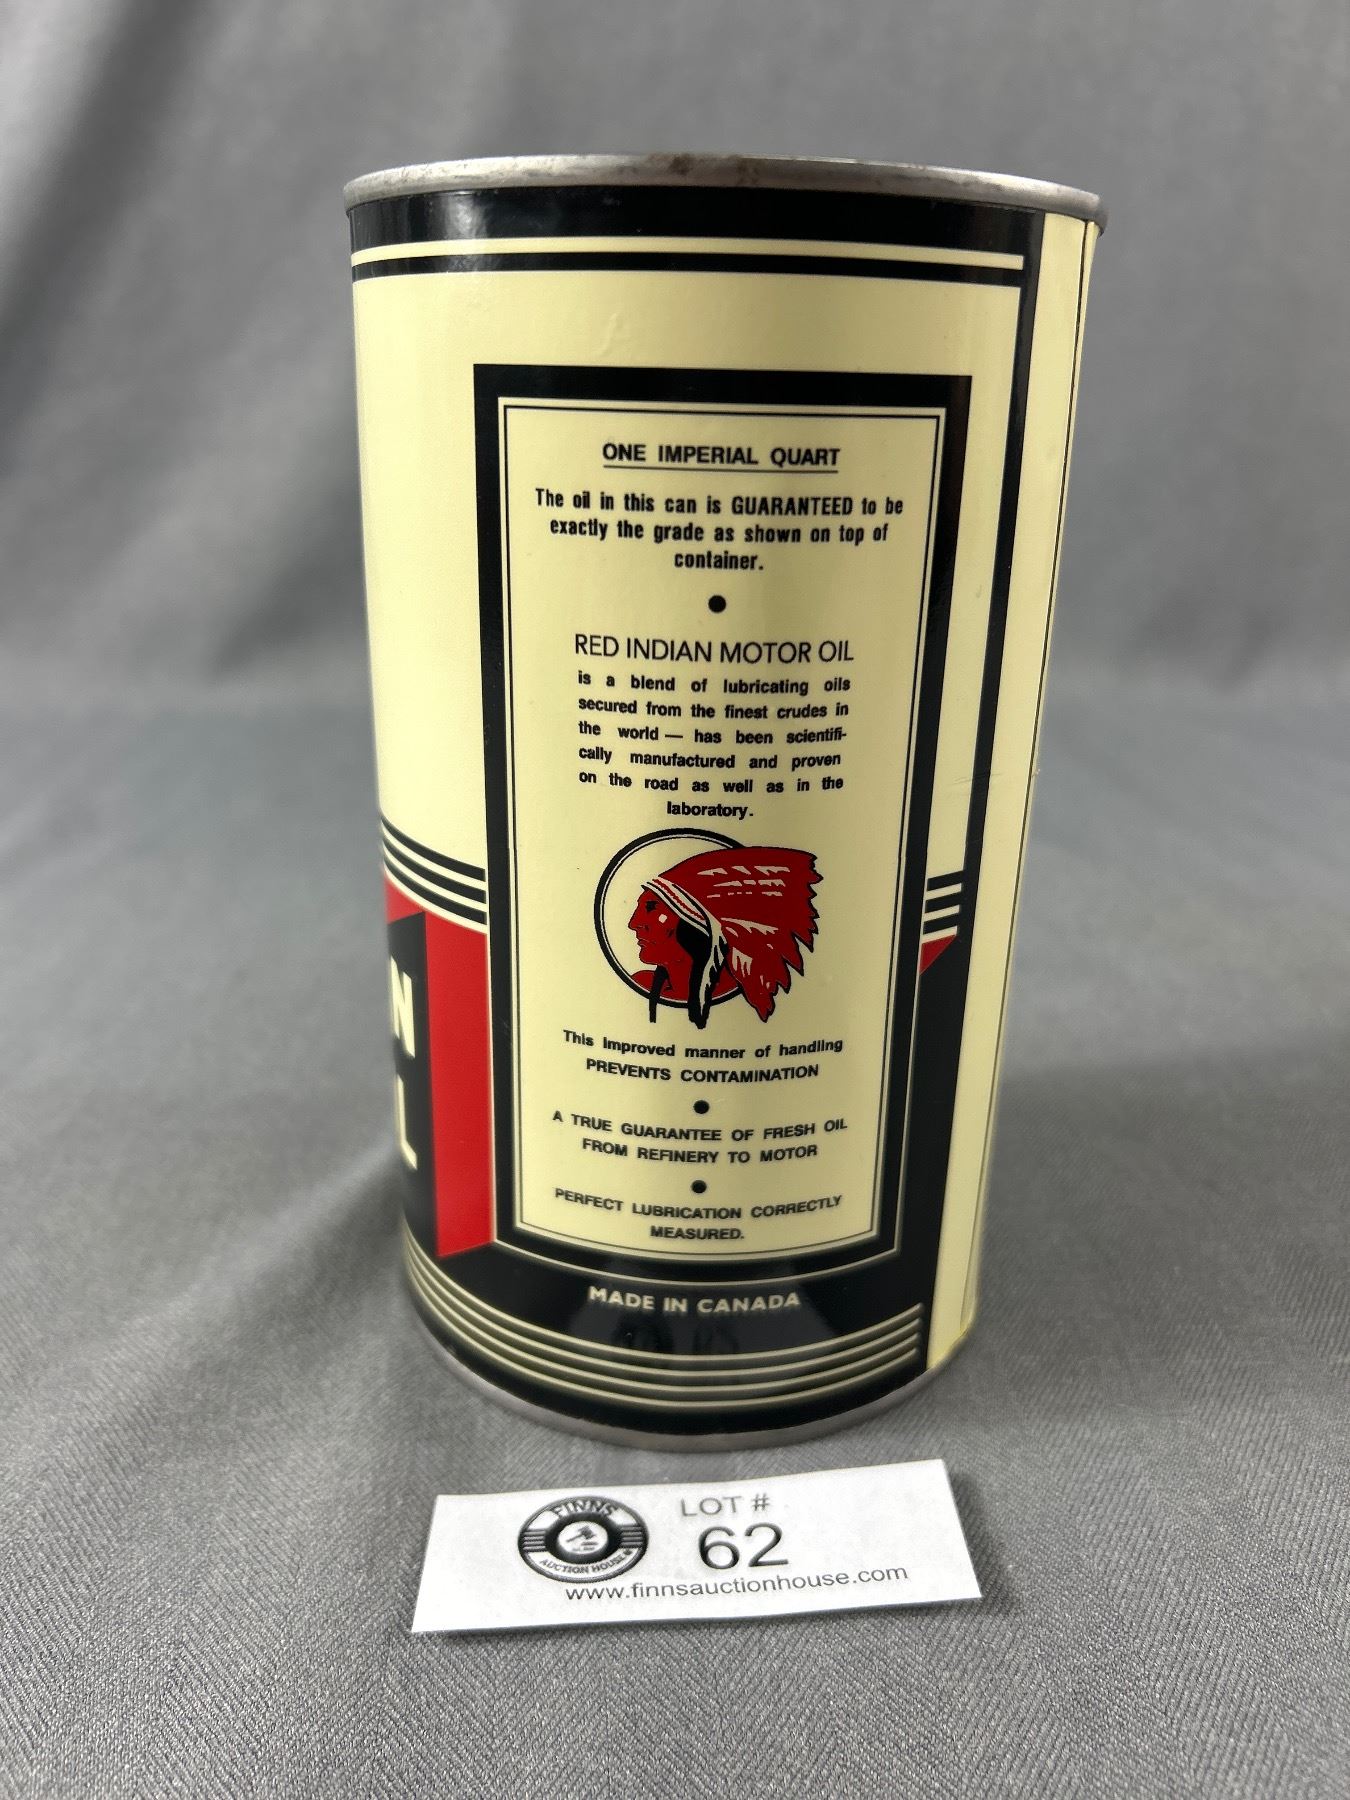 ONE IMPERIAL QUART
The oil in this can is GUARANTEED to be
exactly the grade as shown on top of
container.
RED INDIAN MOTOR OIL
is a blend of lubricating oils
secured from the finest crudes in
the world — has been scientifi-
cally manufactured and proven
on the road as well as in the
laboratory.
This improved manner of handling
PREVENTS CONTAMINATION
A TRUE GUARANTEE OF FRESH OIL
FROM REFINERY TO MOTOR
PERFECT LUBRICATION CORRECTLY
MEASURED.
MADE IN CANADA
N
L
FINNS
AUCTION HOUSE
LOT #
62
www.finnsauctionhouse.com